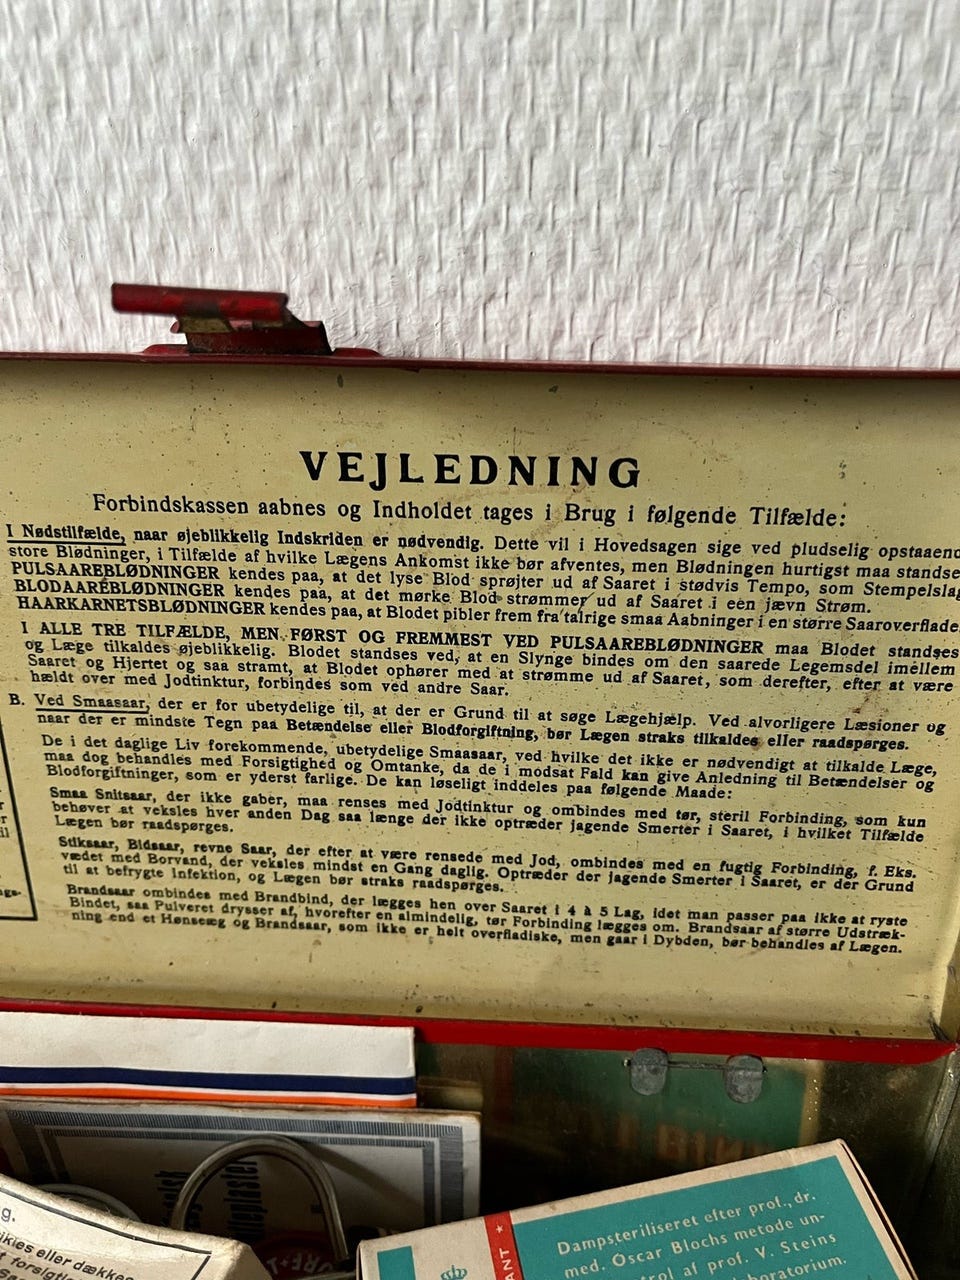 VEJLEDNING
Forbindskassen aabnes og Indholdet tages i Brug i følgende Tilfælde:
I Nødstilfælde, naar øjeblikkelig Indskriden er nødvendig. Dette vil i Hovedsagen sige ved pludselig opstaaend
store Blødninger, i Tilfælde af hvilke Lægens Ankomst ikke bør afventes, men Blødningen hurtigst maa standse
PULSAAREBLØDNINGER kendes paa, at det lyse Blod sprøjter ud af Saaret i stødvis Tempo, som Stempelslag
BLODAAREBLØDNINGER kendes paa, at det mørke Blod strømmer ud af Saaret i een jævn Strøm.
HAARKARNETSBLØDNINGER kendes paa, at Blodet pibler frem fra talrige smaa Aabninger i en større Saaroverflade.
I ALLE TRE TILFÆLDE, MEN FØRST OG FREMMEST VED PULSAAREBLØDNINGER maa Blodet standses
og Læge tilkaldes øjeblikkelig. Blodet standses ved, at en Slynge bindes om den saarede Legemsdel imellem
Saaret og Hjertet og saa stramt, at Blodet ophører med at strømme ud af Saaret, som derefter, efter at være
hældt over med Jodtinktur, forbindes som ved andre Saar.
B. Ved Smaasaar, der er for ubetydelige til, at der er Grund til at søge Lægehjælp. Ved alvorligere Læsioner og
naar der er mindste Tegn paa Betændelse eller Blodforgiftning, bør Lægen straks tilkaldes eller raadspørges.
De i det daglige Liv forekommende, ubetydelige Smaasaar, ved hvilke det ikke er nødvendigt at tilkalde Læge,
maa dog behandles med Forsigtighed og Omtanke, da de i modsat Fald kan give Anledning til Betændelser og
Blodforgiftninger, som er yderst farlige. De kan løseligt inddeles paa følgende Maade:
Smaa Snitsaar, der ikke gaber, maa renses med Jodtinktur og ombindes med tør, steril Forbinding, som kun
behøver at veksles hver anden Dag saa længe der ikke optræder jagende Smerter i Saaret, i hvilket Tilfælde
Lægen bør raadspørges.
Stiksaar, Bidsaar, revne Saar, der efter at være rensede med Jod, ombindes med en fugtig Forbinding, f. Eks.
vædet med Borvand, der veksles mindst en Gang daglig. Optræder der jagende Smerter i Saaret, er der Grund
til at befrygte Infektion, og Lægen bør straks raadspørges.
Brandsaar ombindes med Brandbind, der lægges hen over Saaret i 4 à 5 Lag, idet man passer paa ikke at ryste
Bindet, saa Pulveret drysser af, hvorefter en almindelig, tør Forbinding lægges om. Brandsaar af større Udstræk-
ning end et Hønseæg og Brandsaar, som ikke er helt overfladiske, men gaar i Dybden, bør behandles af Lægen.
Dampsteriliseret efter prof., dr.
med. Oscar Blochs metode un-
trol af prof. V. Steins
boratorium.
ANT
g.
kies eller dækkes
forsigti